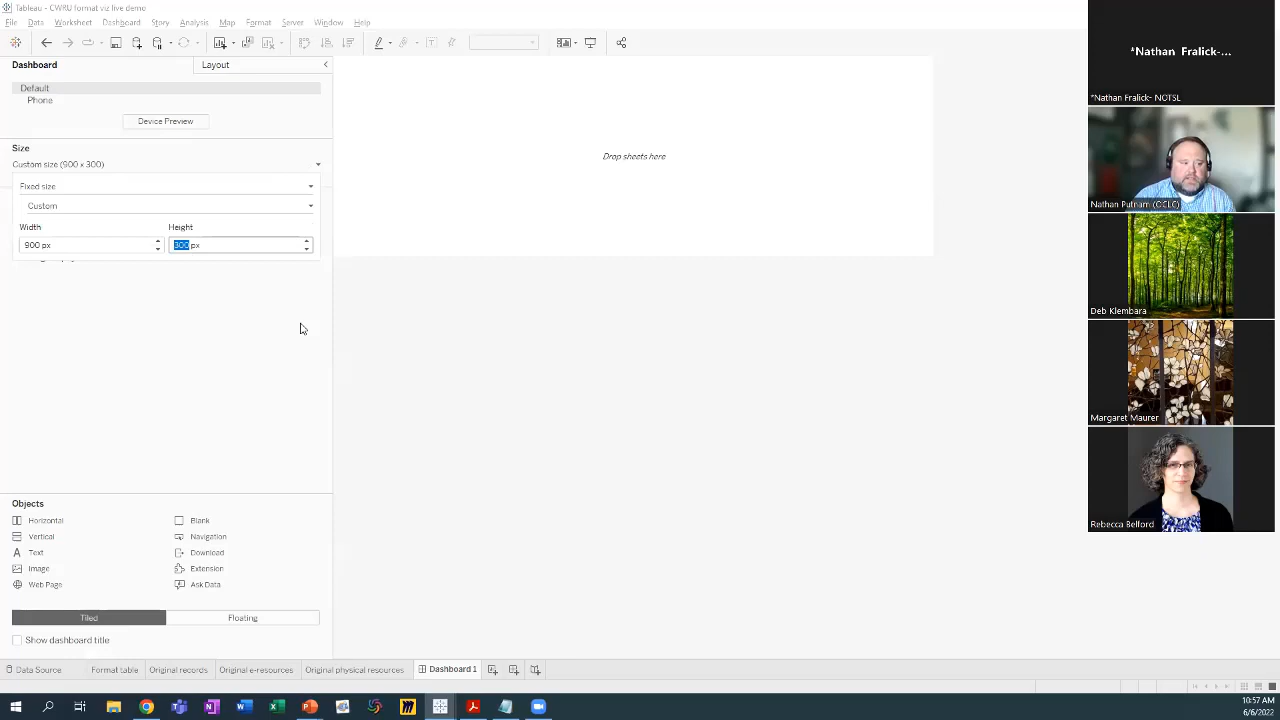 Tableau - CWRU format viz live demo
File Data Worksheet Dashboard Story Analysis Map Format Server Window Help
Dashboard Layout
Default
Phone
Device Preview
Size
Custom size (900 x 300)
Fixed size
Custom
Width Height
900 px 300 px
Drop sheets here
Objects
Horizontal Blank
Vertical Navigation
Text Download
Image Extension
Web Page Ask Data
Tiled Floating
Show dashboard title
Data Source Format table Original records Original e-resources Original physical resources Dashboard 1
*Nathan Fralick-...
*Nathan Fralick- NOTSL
Nathan Putnam (OCLC)
Deb Klembara
Margaret Maurer
Rebecca Belford
10:57 AM
6/6/2022